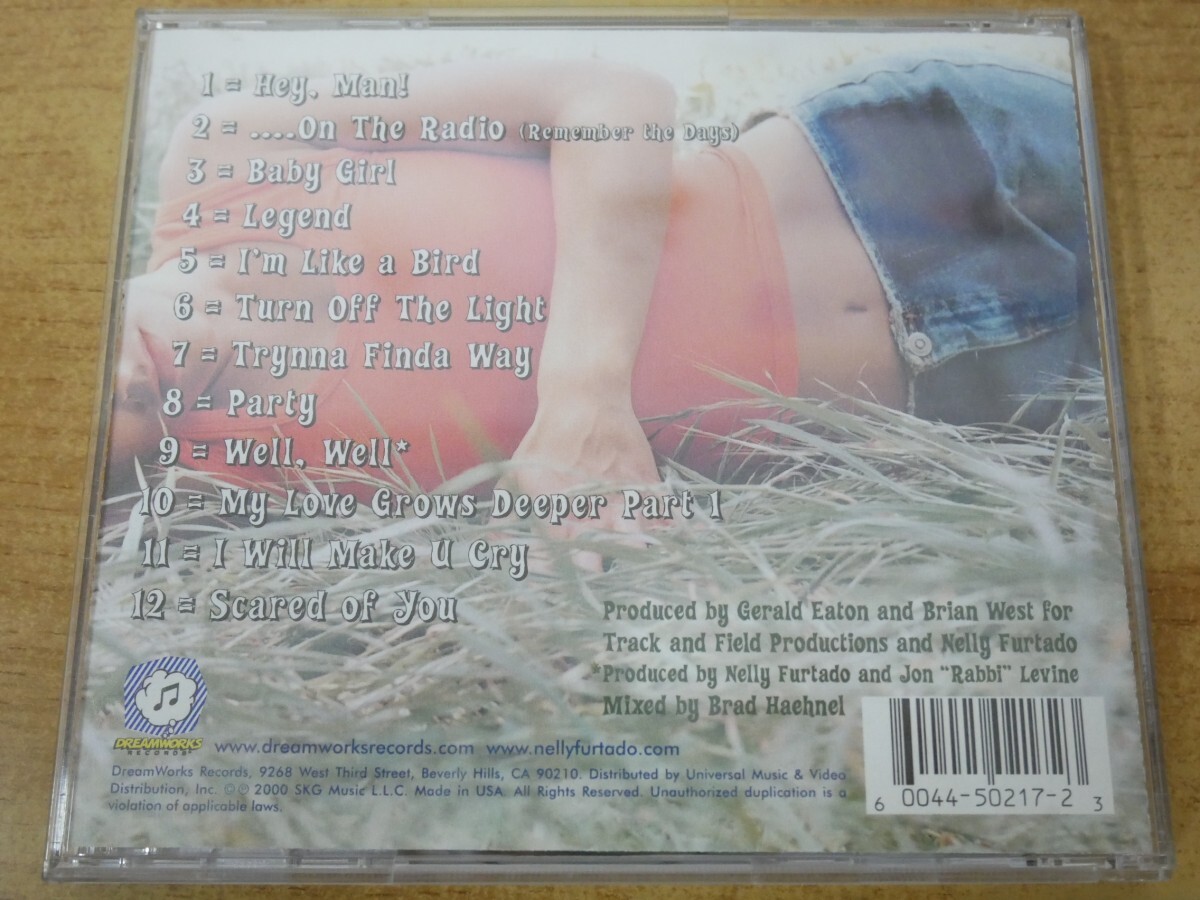 1 = Hey, Man!
2 = ....On The Radio (Remember the Days)
3 = Baby Girl
4 = Legend
5 = I'm Like a Bird
6 = Turn Off The Light
7 = Trynna Finda Way
8 = Party
9 = Well, Well*
10 = My Love Grows Deeper Part 1
11 = I Will Make U Cry
12 = Scared of You
Produced by Gerald Eaton and Brian West for
Track and Field Productions and Nelly Furtado
*Produced by Nelly Furtado and Jon "Rabbi" Levine
Mixed by Brad Haehnel
DREAMWORKS
RECORDS
www.dreamworksrecords.com www.nellyfurtado.com
DreamWorks Records, 9268 West Third Street, Beverly Hills, CA 90210. Distributed by Universal Music & Video
Distribution, Inc. ©℗ 2000 SKG Music L.L.C. Made in USA. All Rights Reserved. Unauthorized duplication is a
violation of applicable laws.
6 0044-50217-2 3